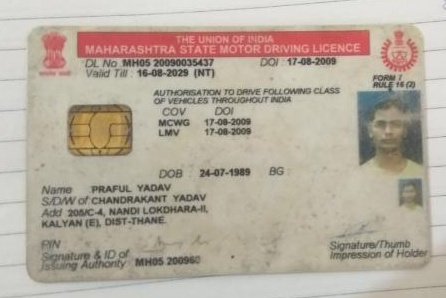 THE UNION OF INDIA
MAHARASHTRA STATE MOTOR DRIVING LICENCE
DL No MH05 20090035437 DOI : 17-08-2009
Valid Till : 16-08-2029 (NT)
FORM 7
RULE 16 (2)
AUTHORISATION TO DRIVE FOLLOWING CLASS
OF VEHICLES THROUGHOUT INDIA
COV DOI
MCWG 17-08-2009
LMV 17-08-2009
DOB : 24-07-1989 BG :
Name PRAFUL YADAV
S/D/W of CHANDRAKANT YADAV
Add 205/C-4, NANDI LOKDHARA-II,
KALYAN (E), DIST-THANE.
PIN
Signature & ID of
Issuing Authority MH05 200960
Signature/Thumb
Impression of Holder